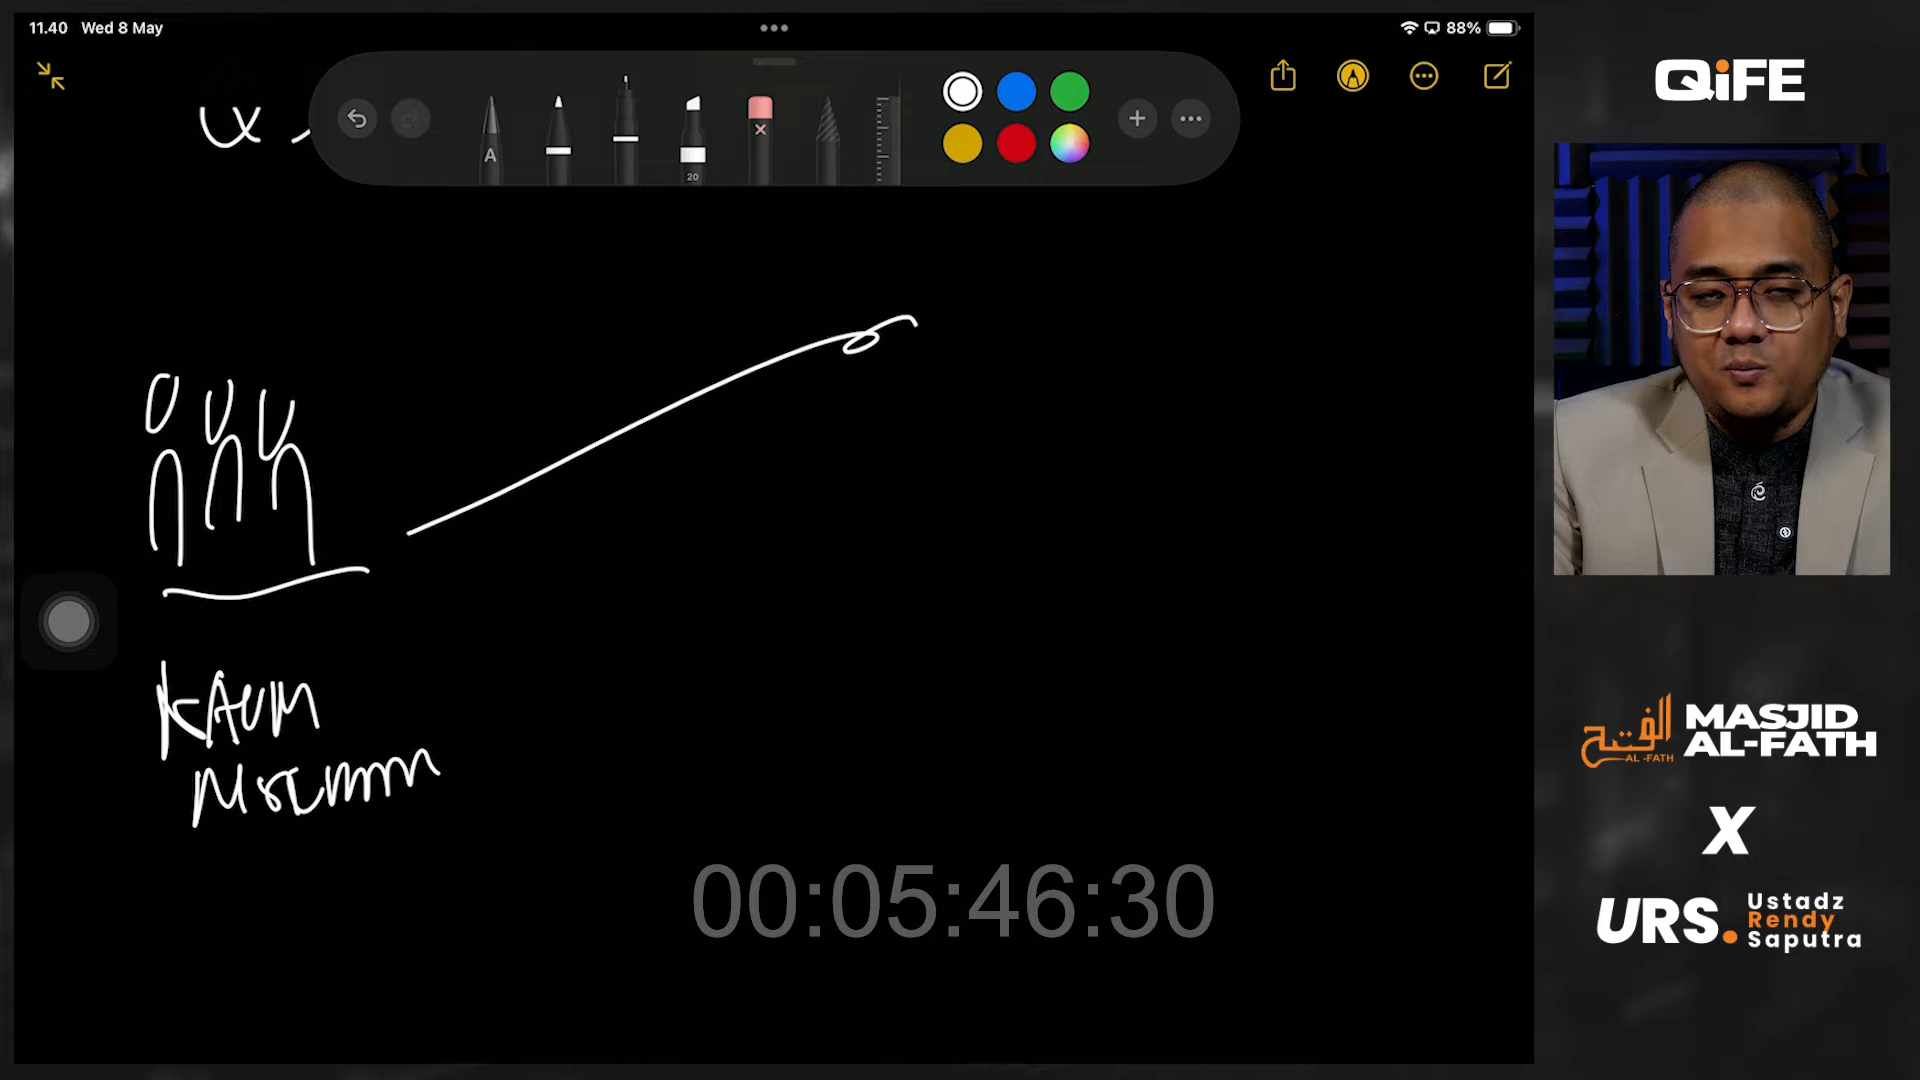 11.40 Wed 8 May
88%
A
20
QiFE
KAUM
الفتح
AL-FATH
MASJID
AL-FATH
X
URS.
Ustadz
Rendy
Saputra
00:05:46:30